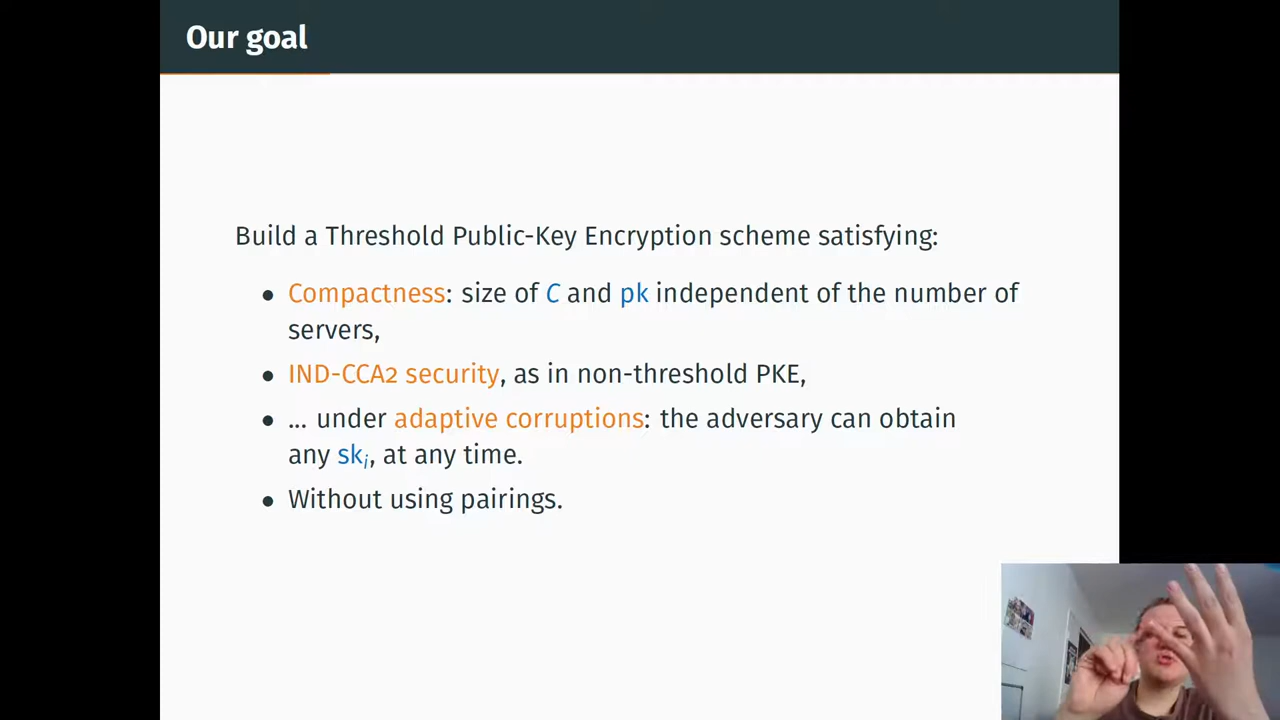 Our goal
Build a Threshold Public-Key Encryption scheme satisfying:
• Compactness: size of C and pk independent of the number of
servers,
• IND-CCA2 security, as in non-threshold PKE,
• ... under adaptive corruptions: the adversary can obtain
any skᵢ, at any time.
• Without using pairings.